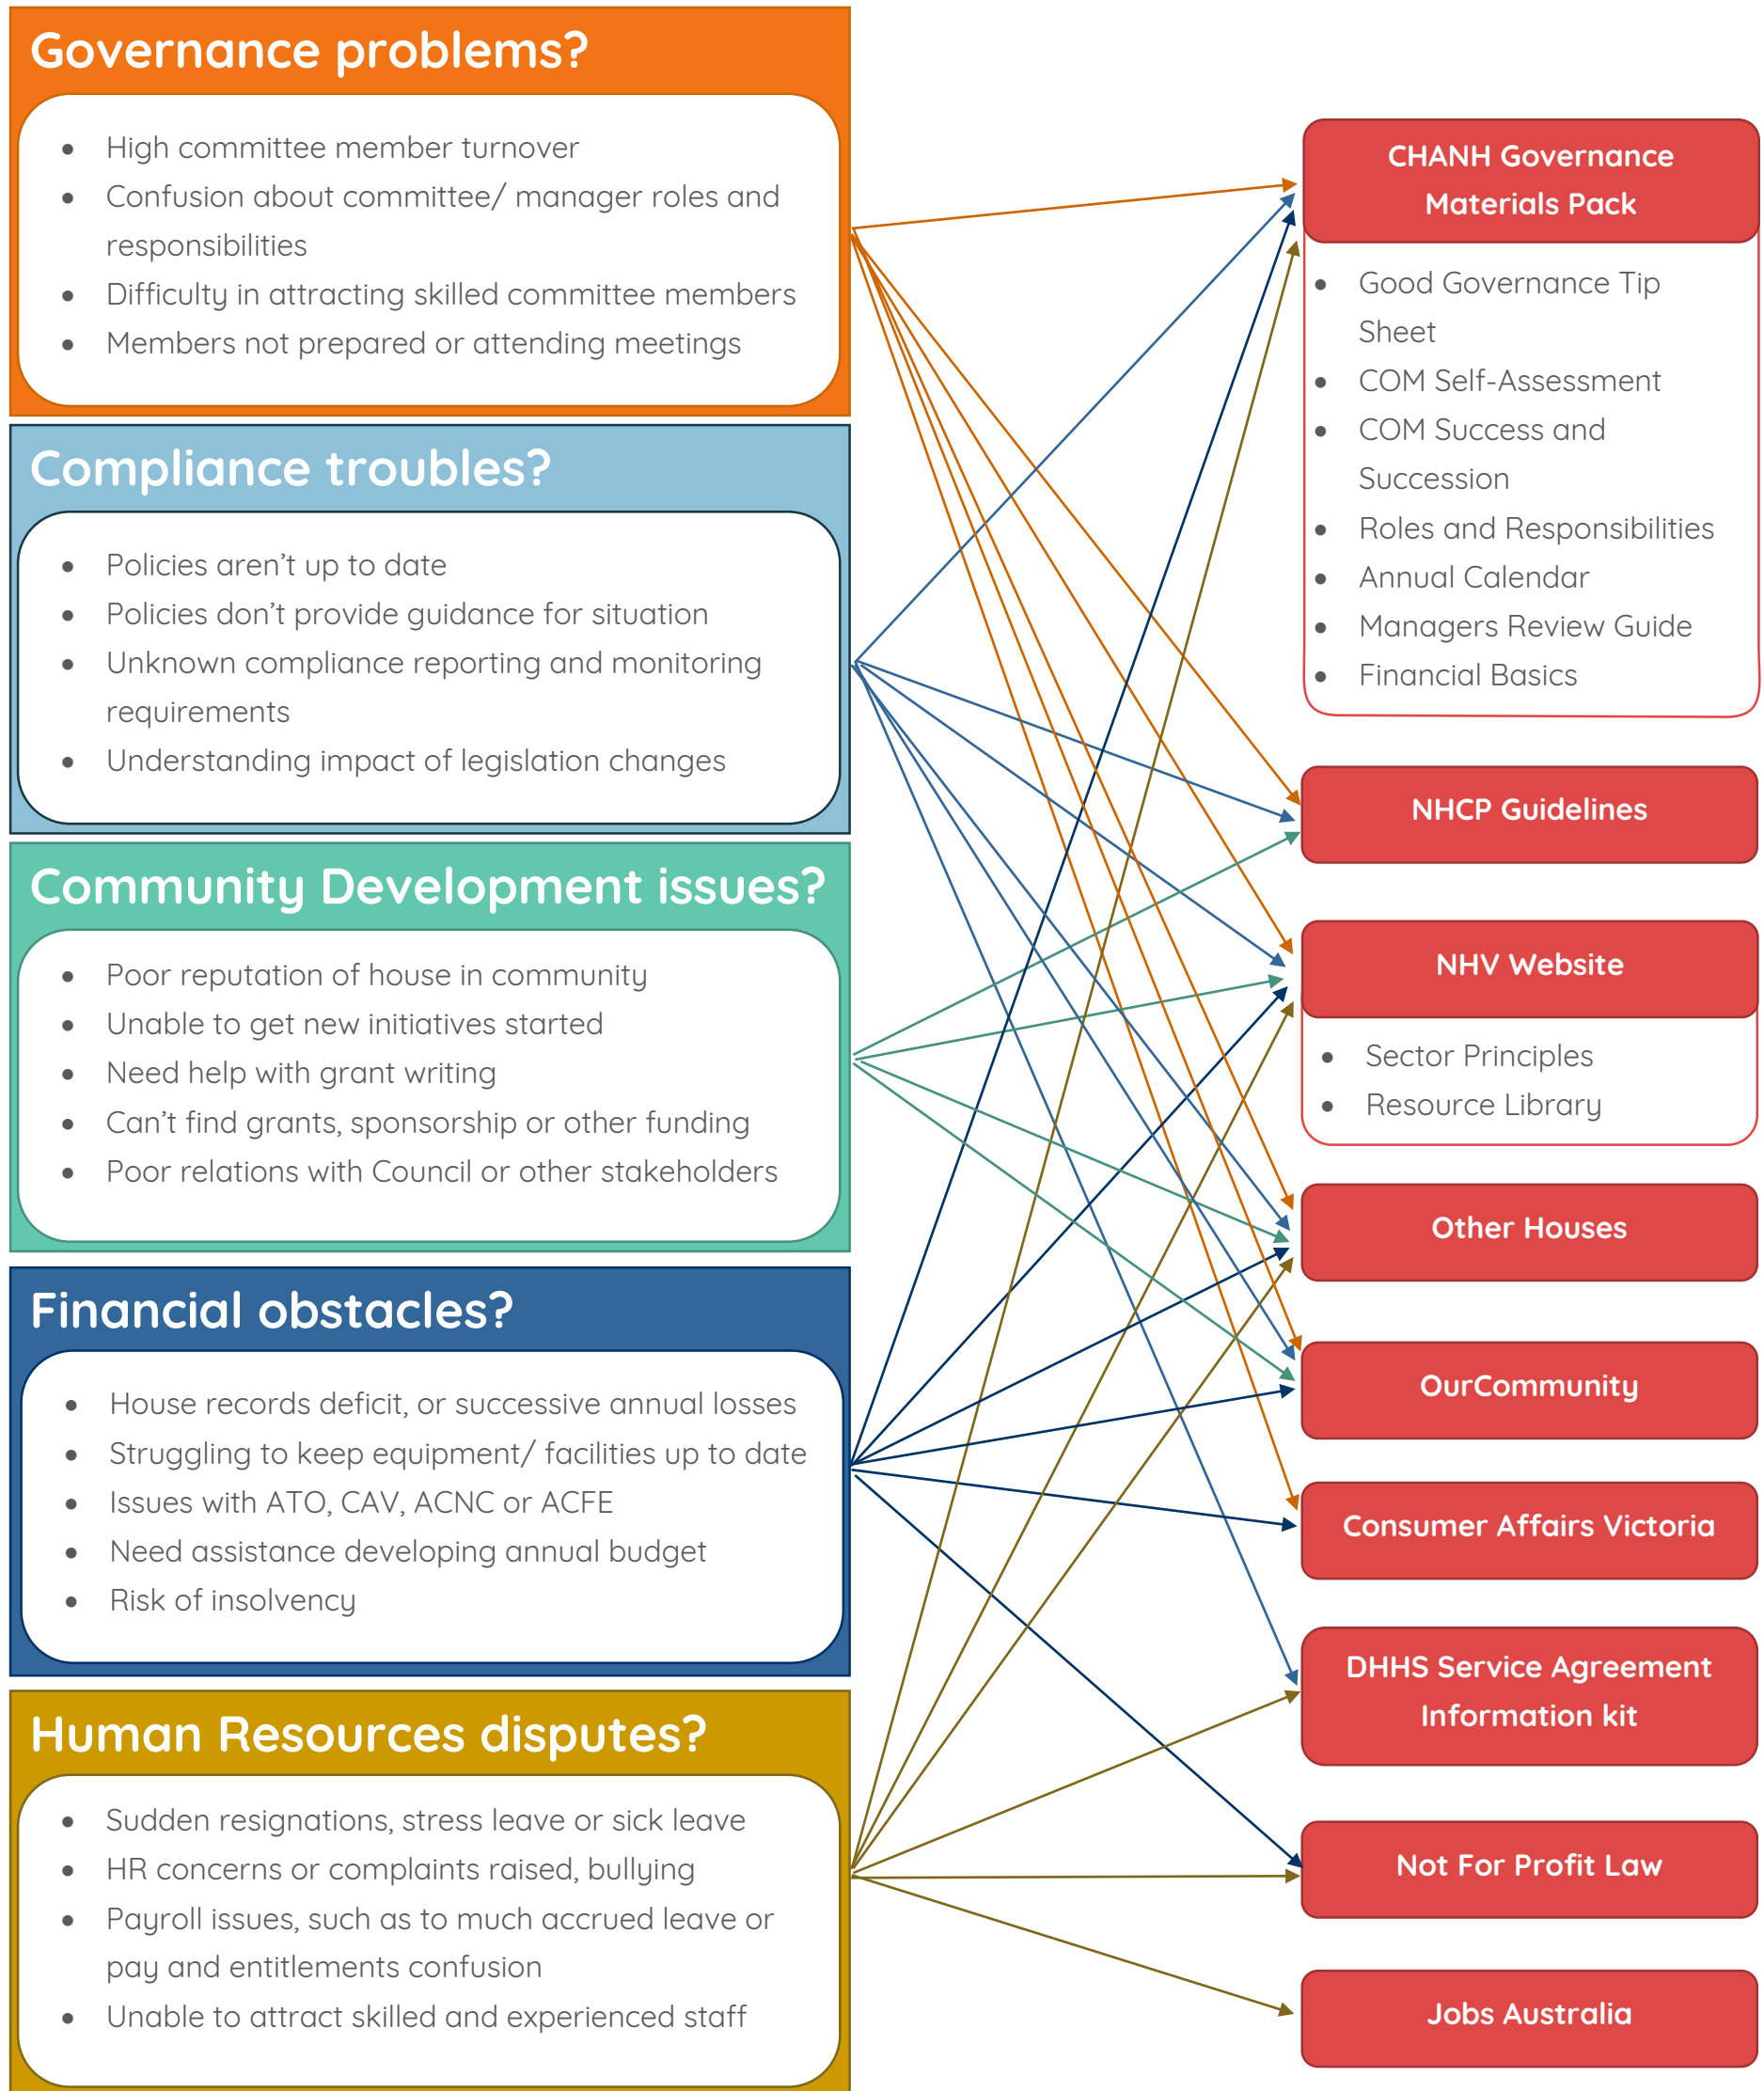 Governance problems?
• High committee member turnover
• Confusion about committee/ manager roles and
responsibilities
• Difficulty in attracting skilled committee members
• Members not prepared or attending meetings
Compliance troubles?
• Policies aren’t up to date
• Policies don’t provide guidance for situation
• Unknown compliance reporting and monitoring
requirements
• Understanding impact of legislation changes
Community Development issues?
• Poor reputation of house in community
• Unable to get new initiatives started
• Need help with grant writing
• Can’t find grants, sponsorship or other funding
• Poor relations with Council or other stakeholders
Financial obstacles?
• House records deficit, or successive annual losses
• Struggling to keep equipment/ facilities up to date
• Issues with ATO, CAV, ACNC or ACFE
• Need assistance developing annual budget
• Risk of insolvency
Human Resources disputes?
• Sudden resignations, stress leave or sick leave
• HR concerns or complaints raised, bullying
• Payroll issues, such as to much accrued leave or
pay and entitlements confusion
• Unable to attract skilled and experienced staff
CHANH Governance
Materials Pack
• Good Governance Tip
Sheet
• COM Self-Assessment
• COM Success and
Succession
• Roles and Responsibilities
• Annual Calendar
• Managers Review Guide
• Financial Basics
NHCP Guidelines
NHV Website
• Sector Principles
• Resource Library
Other Houses
OurCommunity
Consumer Affairs Victoria
DHHS Service Agreement
Information kit
Not For Profit Law
Jobs Australia